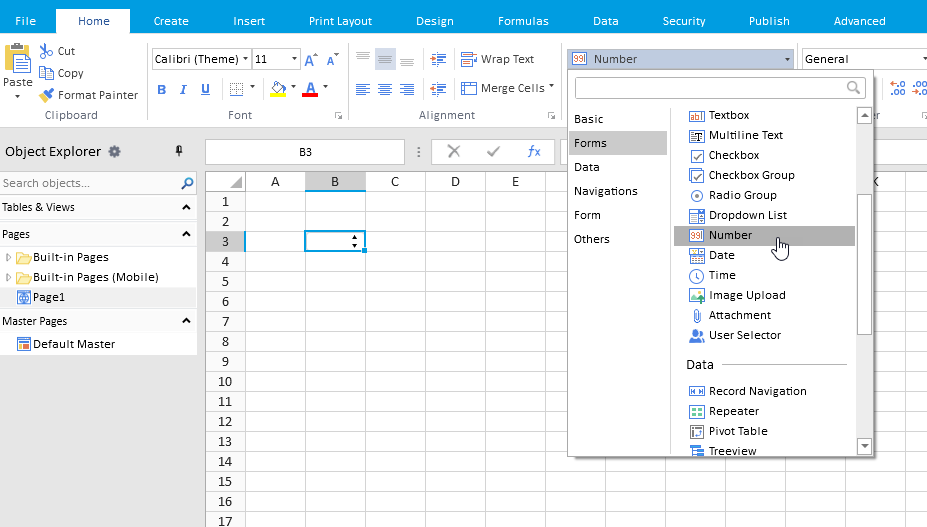 File Home Create Insert Print Layout Design Formulas Data Security Publish Advanced
Paste
Cut
Copy
Format Painter
Clipboard
Calibri (Theme) 11 A A
B I U A
Font
Wrap Text
Merge Cells
Alignment
Number
General
Object Explorer
Search objects...
Tables & Views
Pages
Built-in Pages
Built-in Pages (Mobile)
Page1
Master Pages
Default Master
B3
fx
A B C D E
1
2
3
4
5
6
7
8
9
10
11
12
13
14
15
16
17
Basic
Forms
Data
Navigations
Form
Others
Textbox
Multiline Text
Checkbox
Checkbox Group
Radio Group
Dropdown List
Number
Date
Time
Image Upload
Attachment
User Selector
Data
Record Navigation
Repeater
Pivot Table
Treeview